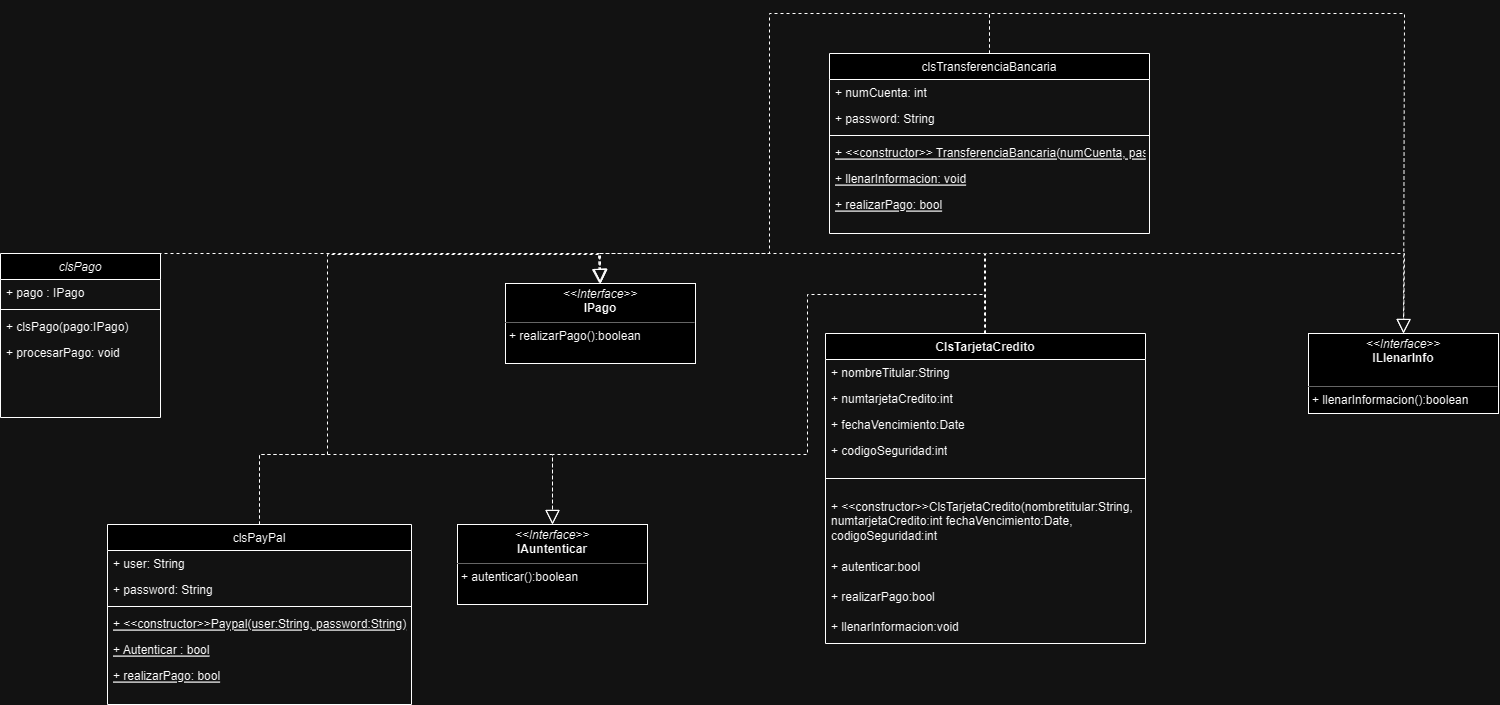 clsTransferenciaBancaria
+ numCuenta: int
+ password: String
+ <<constructor>> TransferenciaBancaria(numCuenta, pas
+ llenarInformacion: void
+ realizarPago: bool
clsPago
+ pago : IPago
+ clsPago(pago:IPago)
+ procesarPago: void
<<Interface>>
IPago
+ realizarPago():boolean
ClsTarjetaCredito
+ nombreTitular:String
+ numtarjetaCredito:int
+ fechaVencimiento:Date
+ codigoSeguridad:int
+ <<constructor>>ClsTarjetaCredito(nombretitular:String,
numtarjetaCredito:int fechaVencimiento:Date,
codigoSeguridad:int
+ autenticar:bool
+ realizarPago:bool
+ llenarInformacion:void
<<Interface>>
ILlenarInfo
+ llenarInformacion():boolean
clsPayPal
+ user: String
+ password: String
+ <<constructor>>Paypal(user:String, password:String)
+ Autenticar : bool
+ realizarPago: bool
<<Interface>>
IAuntenticar
+ autenticar():boolean